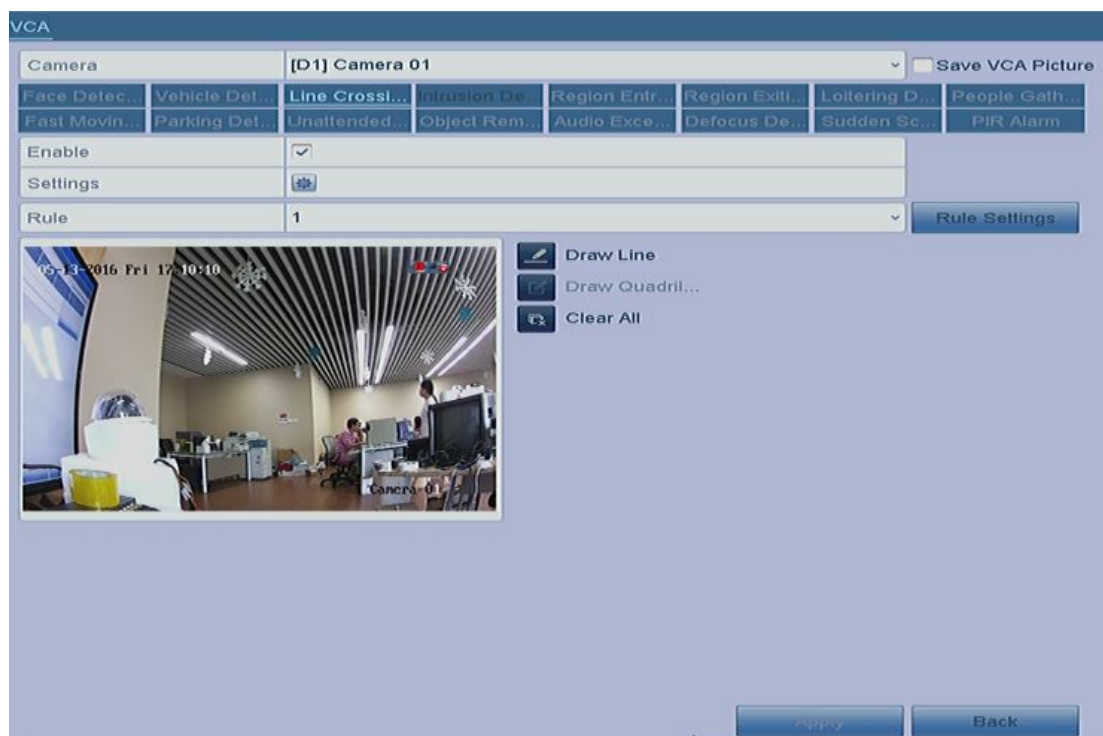 VCA
Camera [D1] Camera 01 Save VCA Picture
Face Detec... Vehicle Det... Line Crossi... Intrusion De... Region Entr... Region Exiti... Loitering D... People Gath...
Fast Movin... Parking Det... Unattended... Object Rem... Audio Exce... Defocus De... Sudden Sc... PIR Alarm
Enable
Settings
Rule 1 Rule Settings
05-13-2016 Fri 17:10:10
Draw Line
Draw Quadril...
Clear All
Camera 01
Apply Back